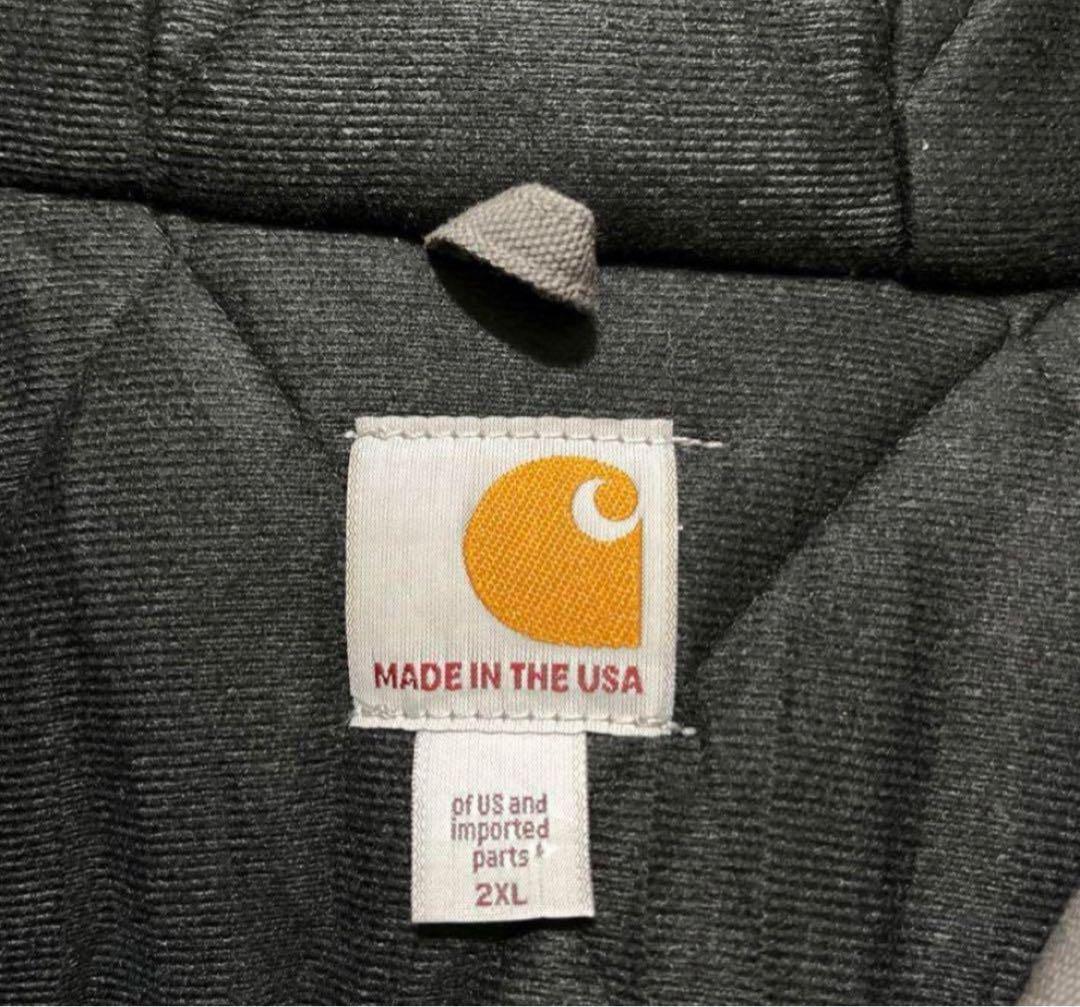 MADE IN THE USA
of US and
imported
parts
2XL